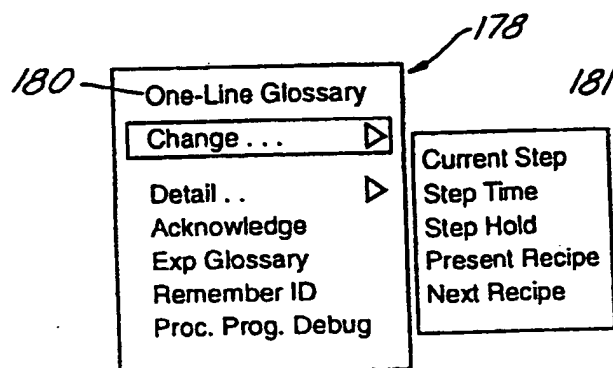 178
180
181
One-Line Glossary
Change . . .
Detail . .
Acknowledge
Exp Glossary
Remember ID
Proc. Prog. Debug
Current Step
Step Time
Step Hold
Present Recipe
Next Recipe